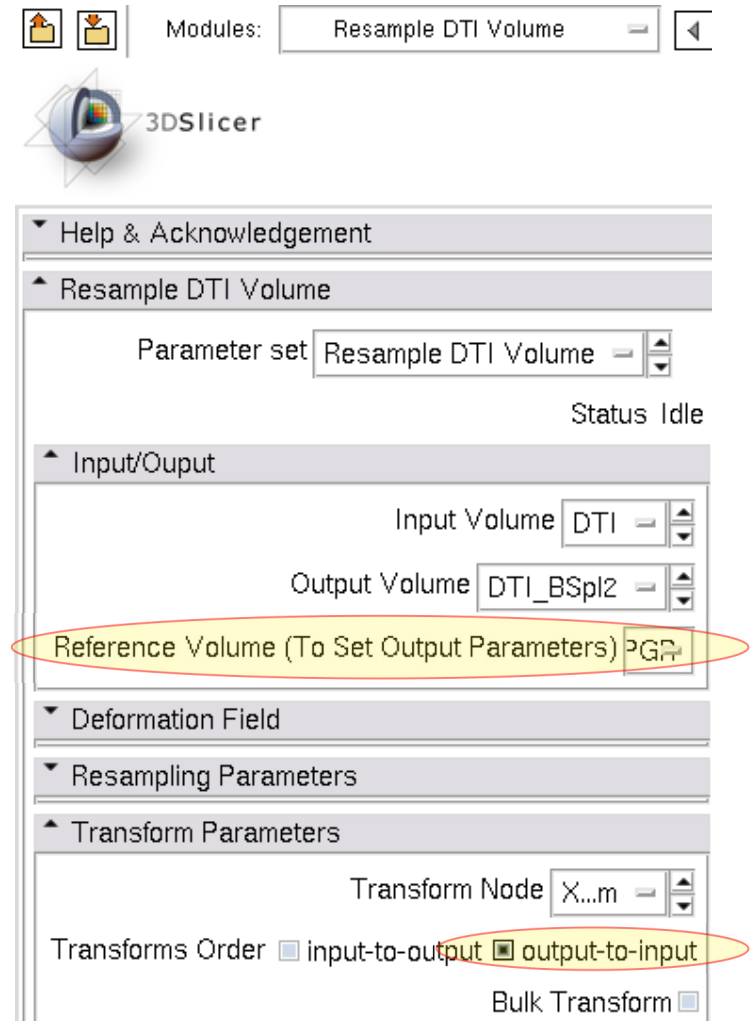 Modules: Resample DTI Volume
3DSlicer
Help & Acknowledgement
Resample DTI Volume
Parameter set Resample DTI Volume
Status Idle
Input/Ouput
Input Volume DTI
Output Volume DTI_BSpl2
Reference Volume (To Set Output Parameters) PGR
Deformation Field
Resampling Parameters
Transform Parameters
Transform Node X...m
Transforms Order input-to-output output-to-input
Bulk Transform